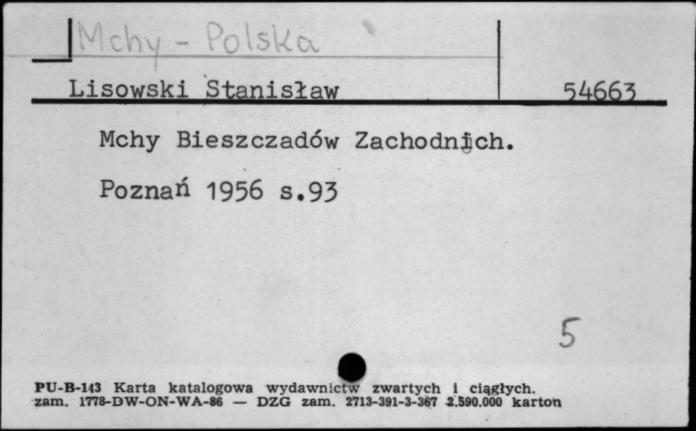 Mchy - Polska
Lisowski Stanisław 54663
Mchy Bieszczadów Zachodnich.
Poznań 1956 s.93
5
PU-B-143 Karta katalogowa wydawnictw zwartych i ciągłych.
zam. 1778-DW-ON-WA-86 — DZG zam. 2713-391-3-367 2.590.000 karton